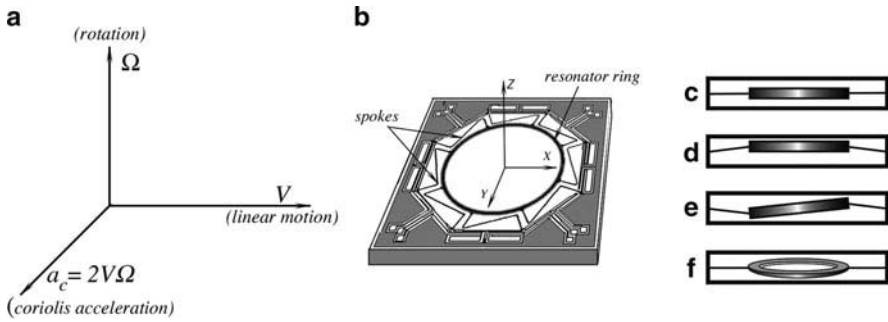 a
(rotation)
Ω
V
(linear motion)
a_c = 2VΩ
(coriolis acceleration)
b
resonator ring
spokes
Z
X
Y
c
d
e
f